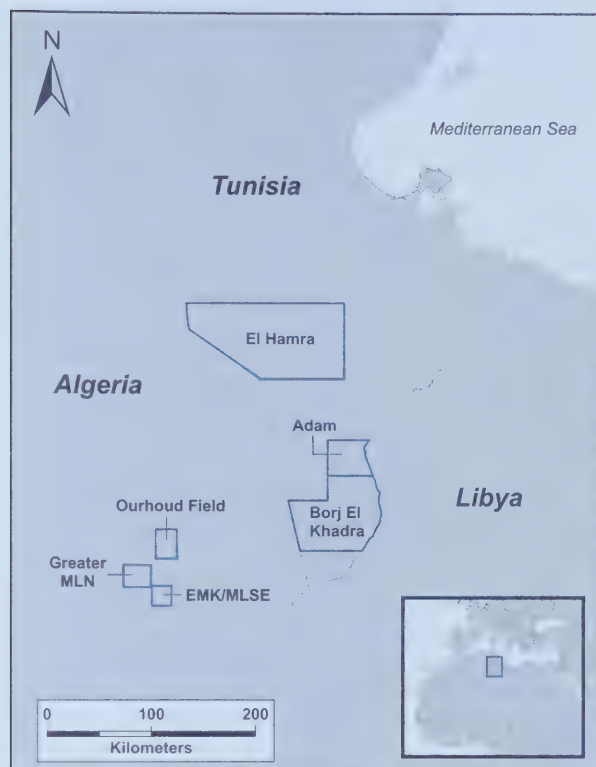 N
Mediterranean Sea
Tunisia
El Hamra
Algeria
Adam
Libya
Borj El
Khadra
Ourhoud Field
Greater
MLN
EMK/MLSE
0 100 200
Kilometers